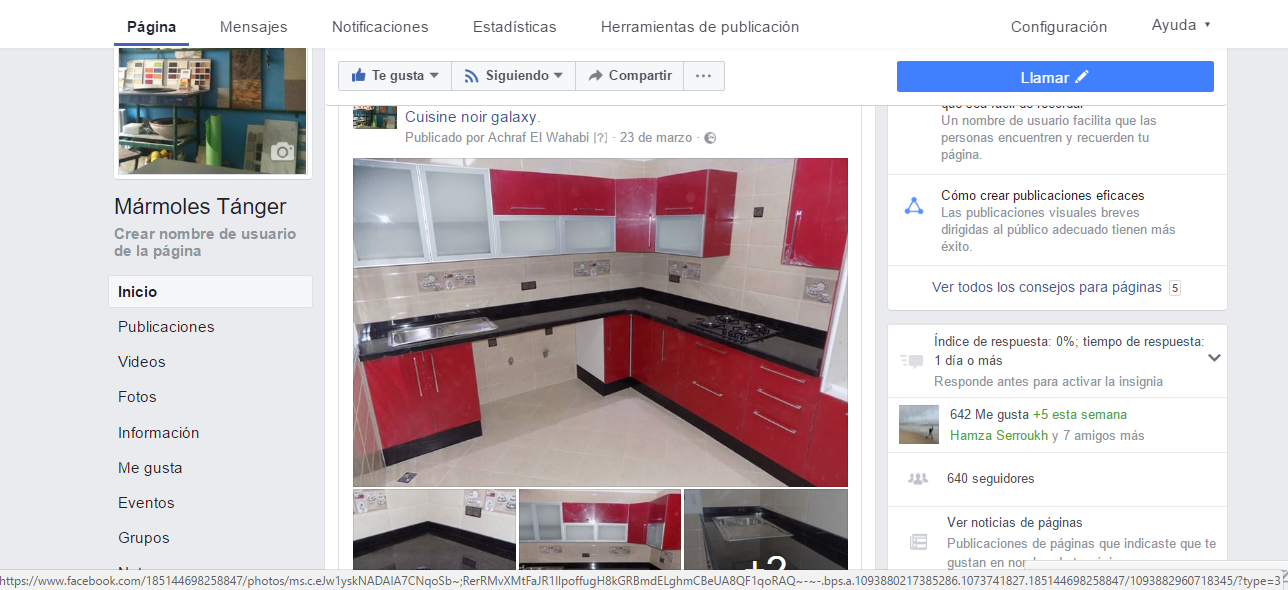 Página
Mensajes
Notificaciones
Estadísticas
Herramientas de publicación
Configuración
Ayuda
Te gusta
Siguiendo
Compartir
Llamar
Mármoles Tánger
Crear nombre de usuario
de la página
Inicio
Publicaciones
Videos
Fotos
Información
Me gusta
Eventos
Grupos
Cuisine noir galaxy.
Publicado por Achraf El Wahabi [?] · 23 de marzo ·
+2
que sea fácil de recordar
Un nombre de usuario facilita que las
personas encuentren y recuerden tu
página.
Cómo crear publicaciones eficaces
Las publicaciones visuales breves
dirigidas al público adecuado tienen más
éxito.
Ver todos los consejos para páginas 5
Índice de respuesta: 0%; tiempo de respuesta:
1 día o más
Responde antes para activar la insignia
642 Me gusta +5 esta semana
Hamza Serroukh y 7 amigos más
640 seguidores
Ver noticias de páginas
Publicaciones de páginas que indicaste que te
gustan en
https://www.facebook.com/185144698258847/photos/ms.c.eJw1yskNADAIA7CNqoSb~;RerRMvXMtFaJR1IlpoffugH8kGRBmdELghmCBeUA8QF1qoRAQ~-~-.bps.a.1093880217385286.1073741827.185144698258847/1093882960718345/?type=3